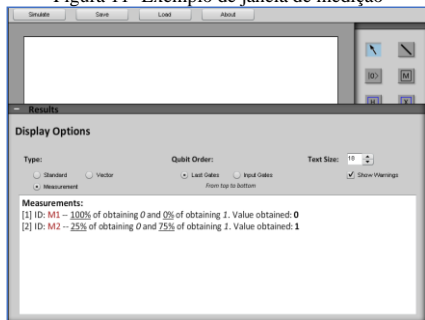 Figura 11- Exemplo de janela de medição
Simulate Save Load About
|0> M
H X
Results
Display Options
Type: Qubit Order: Text Size: 16
Standard Vector Last Gates Input Gates Show Warnings
Measurement From top to bottom
Measurements:
[1] ID: M1 -- 100% of obtaining 0 and 0% of obtaining 1. Value obtained: 0
[2] ID: M2 -- 25% of obtaining 0 and 75% of obtaining 1. Value obtained: 1